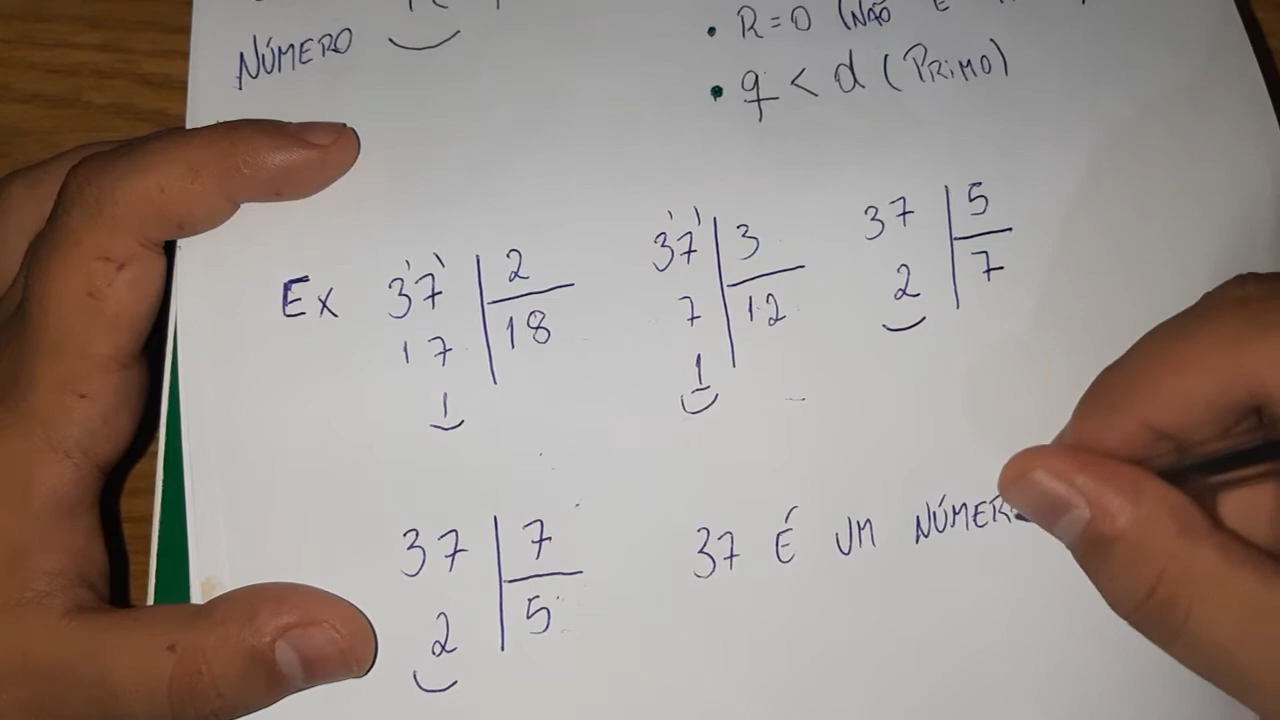 NÚMERO
• R = 0 (NÃO É
• q < d (PRIMO)
Ex 37 2
17 18
1
37 3
7 12
1
37 5
2 7
37 7
2 5
37 É UM NÚMERO